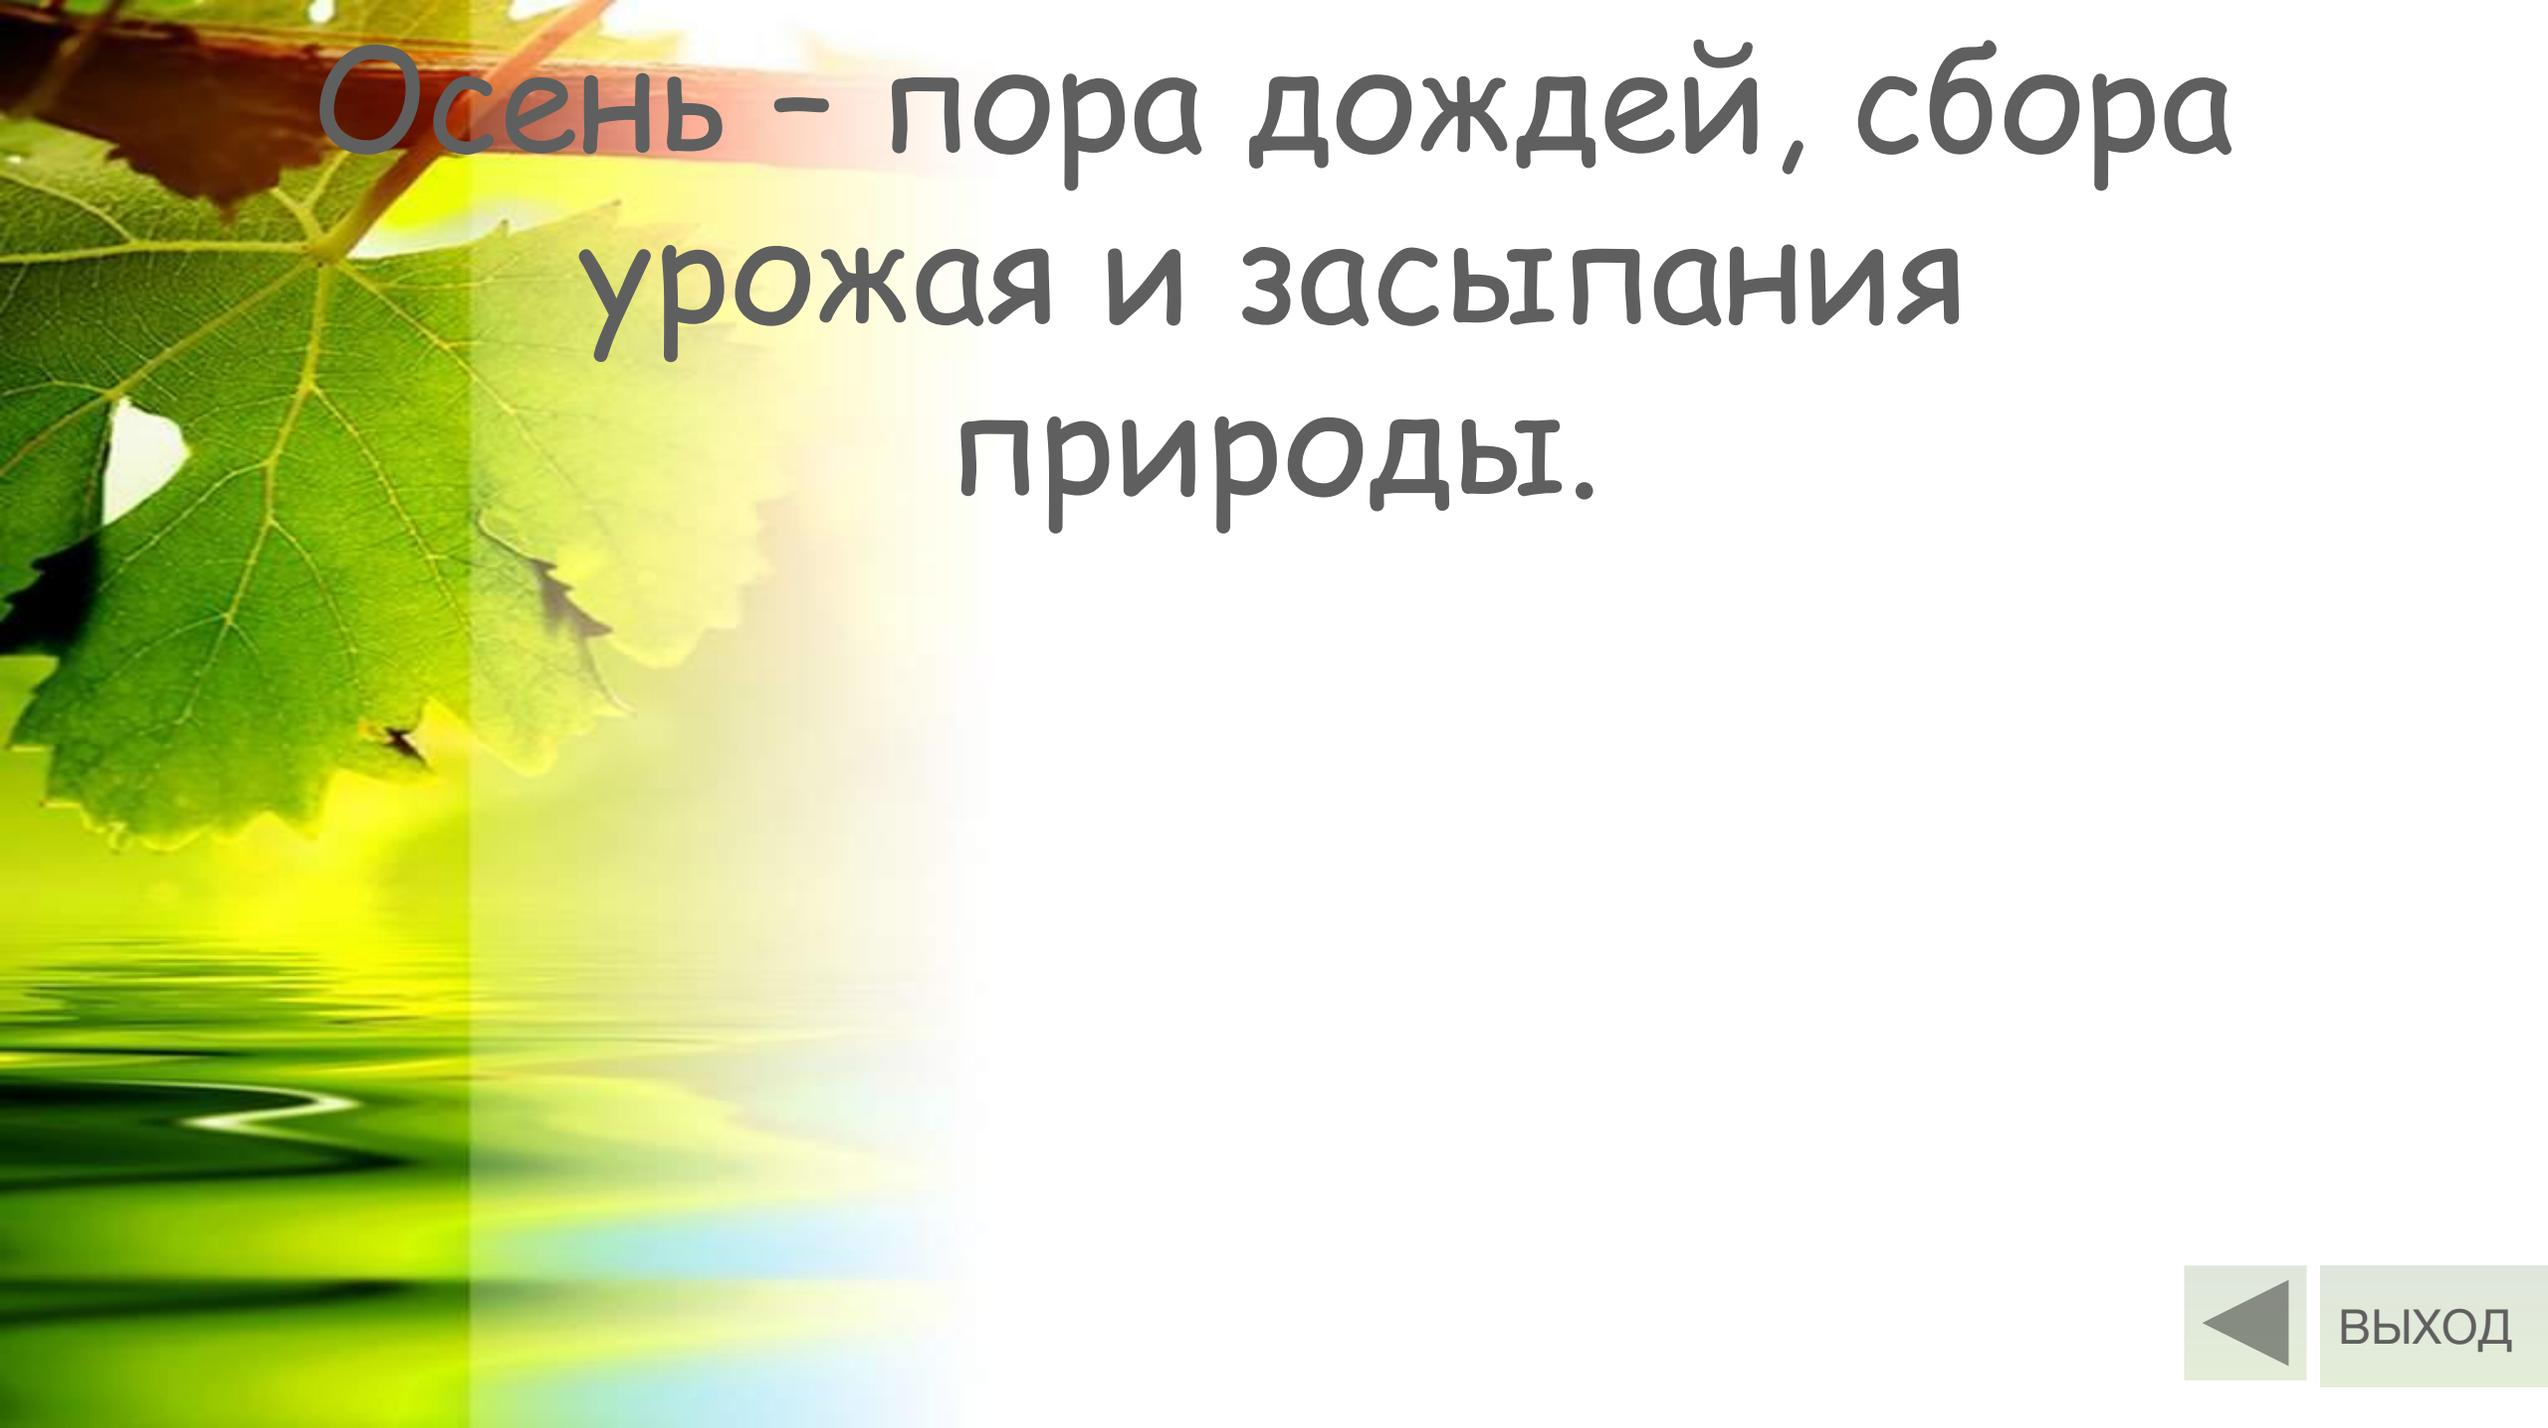 Осень – пора дождей, сбора
урожая и засыпания
природы.
ВЫХОД